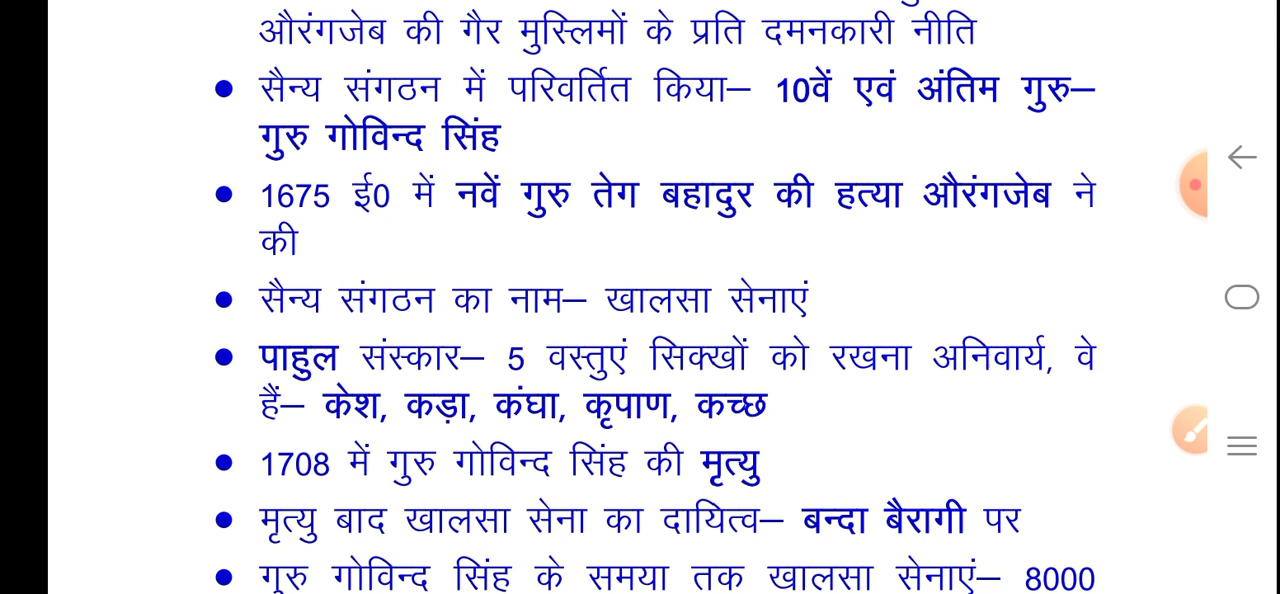 औरंगजेब की गैर मुस्लिमों के प्रति दमनकारी नीति
● सैन्य संगठन में परिवर्तित किया– 10वें एवं अंतिम गुरु–
गुरु गोविन्द सिंह
● 1675 ई0 में नवें गुरु तेग बहादुर की हत्या औरंगजेब ने
की
● सैन्य संगठन का नाम– खालसा सेनाएं
● पाहुल संस्कार– 5 वस्तुएं सिक्खों को रखना अनिवार्य, वे
हैं– केश, कड़ा, कंघा, कृपाण, कच्छ
● 1708 में गुरु गोविन्द सिंह की मृत्यु
● मृत्यु बाद खालसा सेना का दायित्व– बन्दा बैरागी पर
● गुरु गोविन्द सिंह के समया तक खालसा सेनाएं– 8000